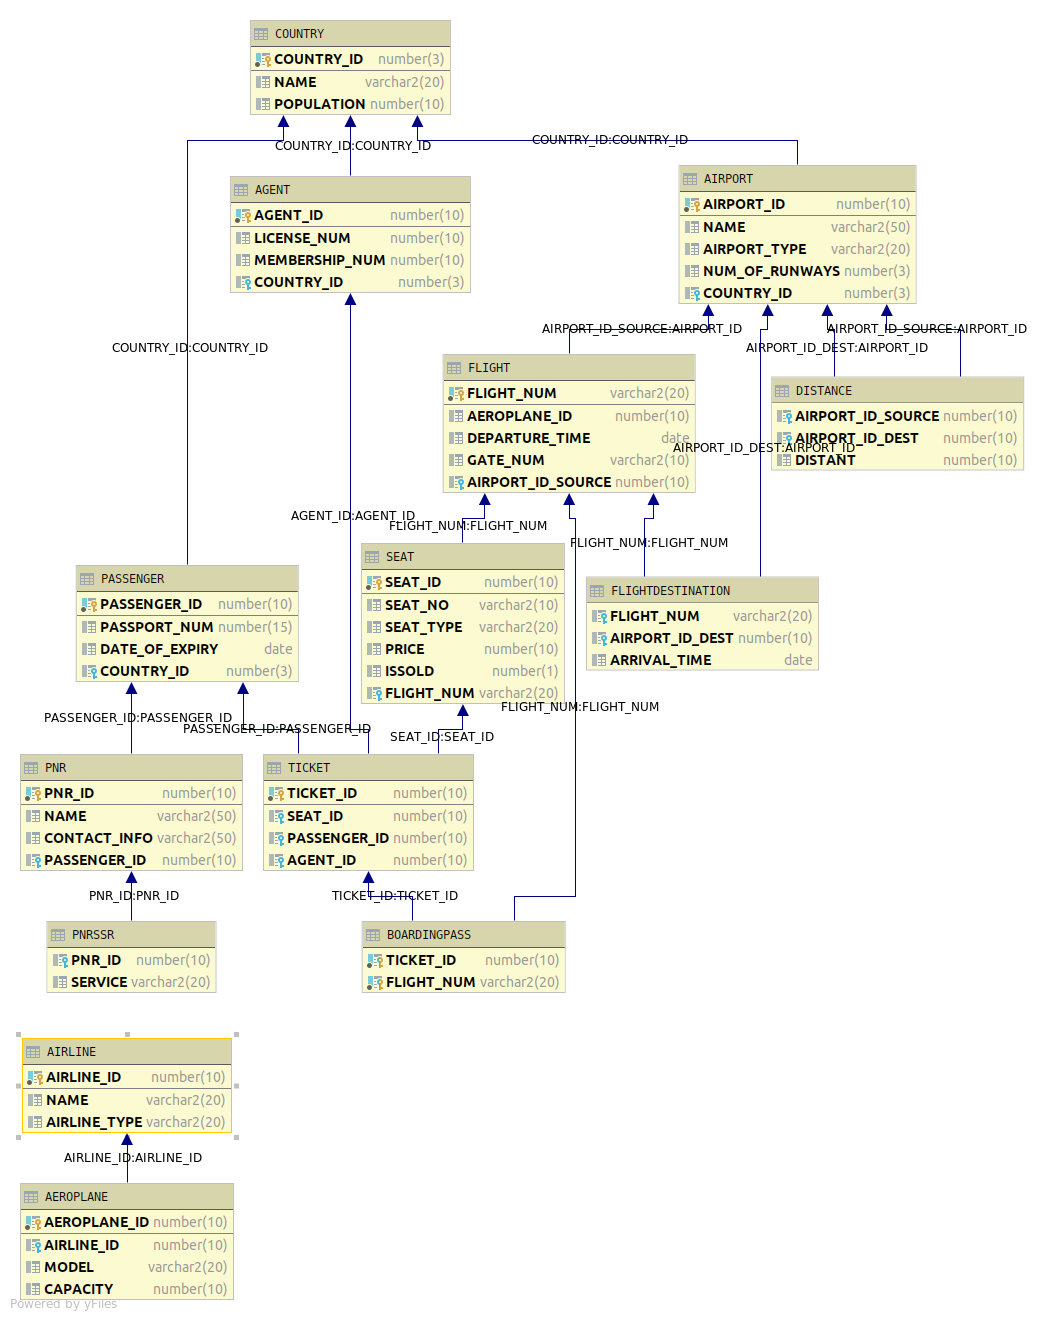 COUNTRY
COUNTRY_ID number(3)
NAME varchar2(20)
POPULATION number(10)
COUNTRY_ID:COUNTRY_ID
COUNTRY_ID:COUNTRY_ID
AGENT
AGENT_ID number(10)
LICENSE_NUM number(10)
MEMBERSHIP_NUM number(10)
COUNTRY_ID number(3)
AIRPORT
AIRPORT_ID number(10)
NAME varchar2(50)
AIRPORT_TYPE varchar2(20)
NUM_OF_RUNWAYS number(3)
COUNTRY_ID number(3)
COUNTRY_ID:COUNTRY_ID
AIRPORT_ID_SOURCE:AIRPORT_ID
AIRPORT_ID_SOURCE:AIRPORT_ID
AIRPORT_ID_DEST:AIRPORT_ID
FLIGHT
FLIGHT_NUM varchar2(20)
AEROPLANE_ID number(10)
DEPARTURE_TIME date
GATE_NUM varchar2(10)
AIRPORT_ID_SOURCE number(10)
DISTANCE
AIRPORT_ID_SOURCE number(10)
AIRPORT_ID_DEST number(10)
DISTANT number(10)
AIRPORT_ID_DEST:AIRPORT_ID
AGENT_ID:AGENT_ID
FLIGHT_NUM:FLIGHT_NUM
FLIGHT_NUM:FLIGHT_NUM
PASSENGER
PASSENGER_ID number(10)
PASSPORT_NUM number(15)
DATE_OF_EXPIRY date
COUNTRY_ID number(3)
SEAT
SEAT_ID number(10)
SEAT_NO varchar2(10)
SEAT_TYPE varchar2(20)
PRICE number(10)
ISSOLD number(1)
FLIGHT_NUM varchar2(20)
FLIGHTDESTINATION
FLIGHT_NUM varchar2(20)
AIRPORT_ID_DEST number(10)
ARRIVAL_TIME date
FLIGHT_NUM:FLIGHT_NUM
PASSENGER_ID:PASSENGER_ID
PASSENGER_ID:PASSENGER_ID
SEAT_ID:SEAT_ID
PNR
PNR_ID number(10)
NAME varchar2(50)
CONTACT_INFO varchar2(50)
PASSENGER_ID number(10)
TICKET
TICKET_ID number(10)
SEAT_ID number(10)
PASSENGER_ID number(10)
AGENT_ID number(10)
PNR_ID:PNR_ID
TICKET_ID:TICKET_ID
PNRSSR
PNR_ID number(10)
SERVICE varchar2(20)
BOARDINGPASS
TICKET_ID number(10)
FLIGHT_NUM varchar2(20)
AIRLINE
AIRLINE_ID number(10)
NAME varchar2(20)
AIRLINE_TYPE varchar2(20)
AIRLINE_ID:AIRLINE_ID
AEROPLANE
AEROPLANE_ID number(10)
AIRLINE_ID number(10)
MODEL varchar2(20)
CAPACITY number(10)
Powered by yFiles